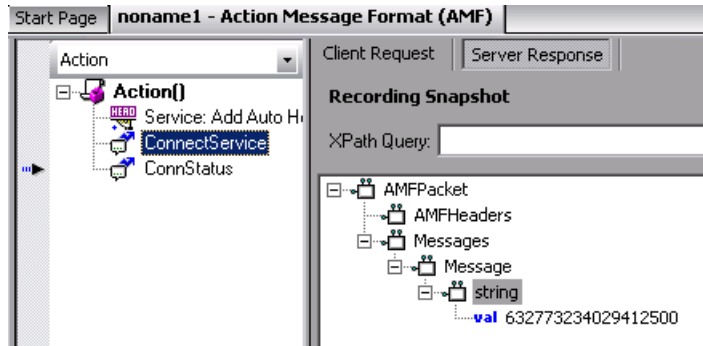 Start Page
noname1 - Action Message Format (AMF)
Action
Action()
HEAD
Service: Add Auto H
ConnectService
ConnStatus
Client Request
Server Response
Recording Snapshot
XPath Query:
AMFPacket
AMFHeaders
Messages
Message
string
val 632773234029412500